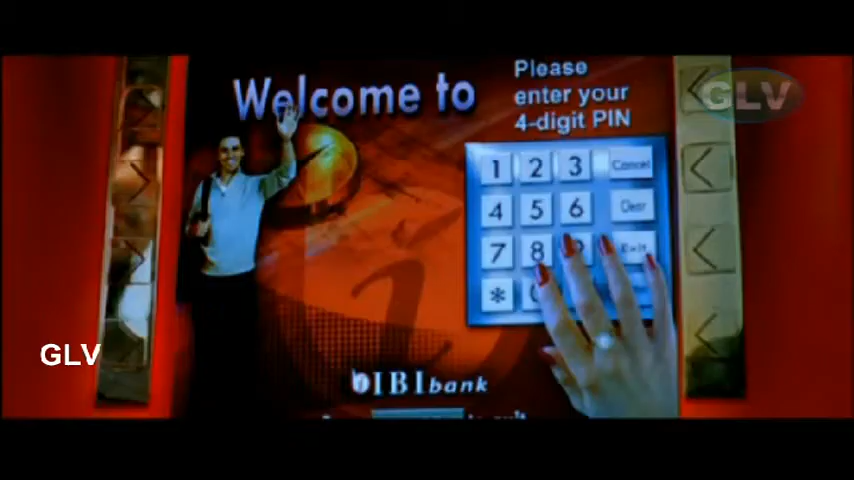 Welcome to
Please
enter your
4-digit PIN
GLV
1 2 3 Cancel
4 5 6 Clear
7 8 9 Exit
*
GLV
IBI bank